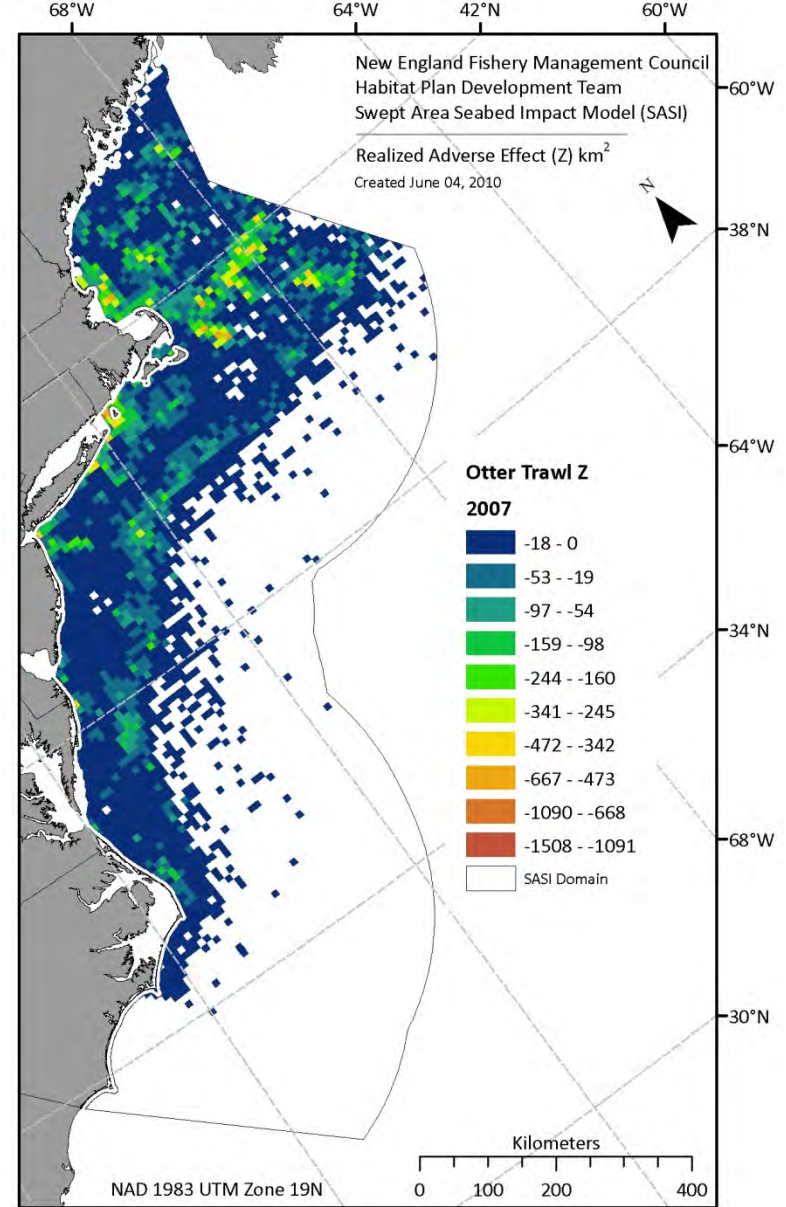 68°W 64°W 42°N 60°W
New England Fishery Management Council
Habitat Plan Development Team
Swept Area Seabed Impact Model (SASI)
Realized Adverse Effect (Z) km²
Created June 04, 2010
N
60°W
38°N
64°W
34°N
68°W
30°N
Otter Trawl Z
2007
-18 - 0
-53 - -19
-97 - -54
-159 - -98
-244 - -160
-341 - -245
-472 - -342
-667 - -473
-1090 - -668
-1508 - -1091
SASI Domain
Kilometers
0 100 200 400
NAD 1983 UTM Zone 19N